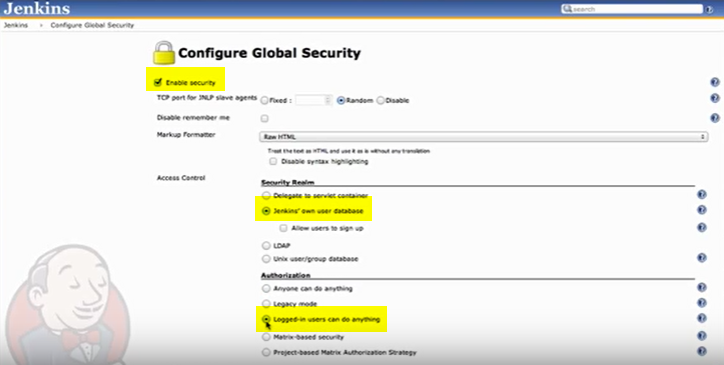 Jenkins
search
Jenkins › Configure Global Security
Configure Global Security
Enable security
TCP port for JNLP slave agents Fixed : Random Disable
Disable remember me
Markup Formatter Raw HTML
Treat the text as HTML and use it as is without any translation
Disable syntax highlighting
Access Control Security Realm
Delegate to servlet container
Jenkins' own user database
Allow users to sign up
LDAP
Unix user/group database
Authorization
Anyone can do anything
Legacy mode
Logged-in users can do anything
Matrix-based security
Project-based Matrix Authorization Strategy